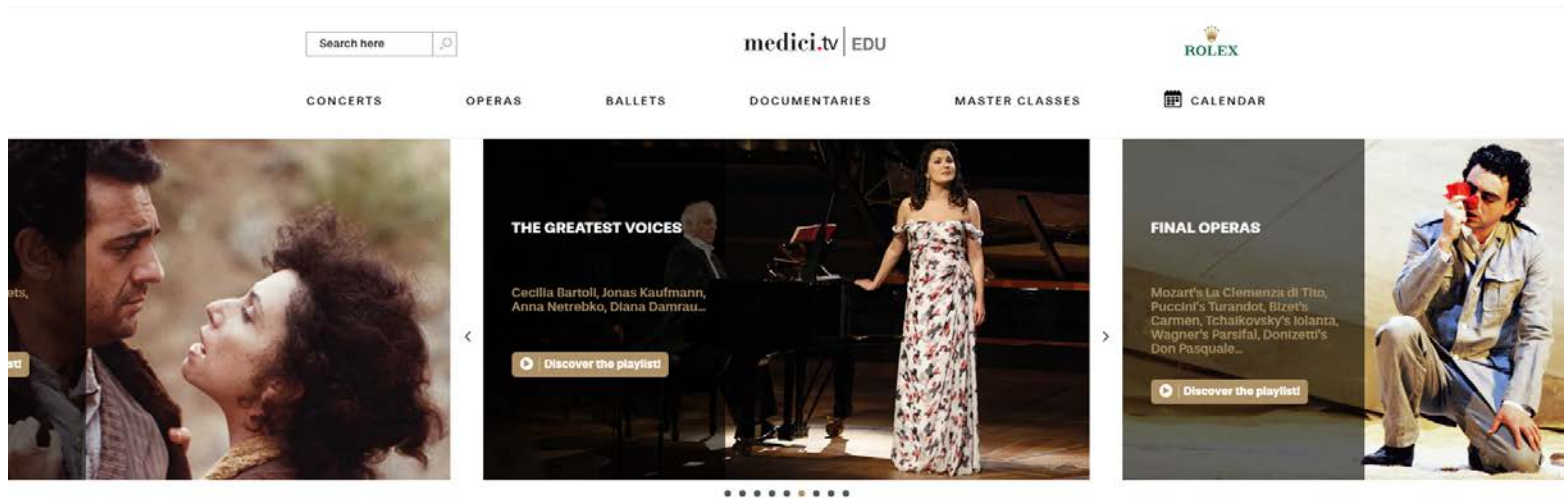 Search here
medici.tv EDU
ROLEX
CONCERTS
OPERAS
BALLETS
DOCUMENTARIES
MASTER CLASSES
CALENDAR
ets,
st!
THE GREATEST VOICES
Cecilia Bartoli, Jonas Kaufmann,
Anna Netrebko, Diana Damrau...
Discover the playlist!
FINAL OPERAS
Mozart's La Clemenza di Tito,
Puccini's Turandot, Bizet's
Carmen, Tchaikovsky's Iolanta,
Wagner's Parsifal, Donizetti's
Don Pasquale...
Discover the playlist!